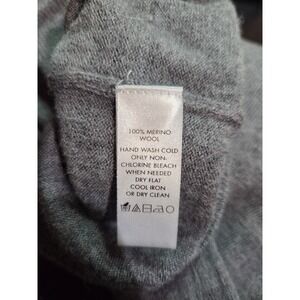 100% MERINO
WOOL
HAND WASH COLD
ONLY NON-
CHLORINE BLEACH
WHEN NEEDED
DRY FLAT
COOL IRON
OR DRY CLEAN